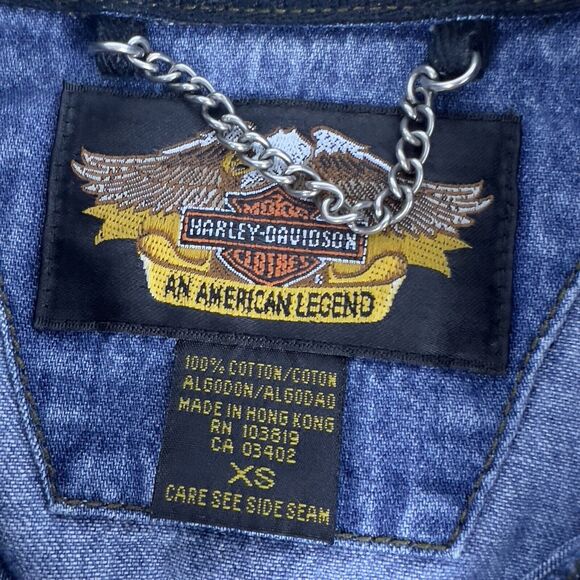 MOTOR
HARLEY-DAVIDSON
CLOTHES
AN AMERICAN LEGEND
100% COTTON/COTON
ALGODON/ALGODAO
MADE IN HONG KONG
RN 103819
CA 03402
XS
CARE SEE SIDE SEAM